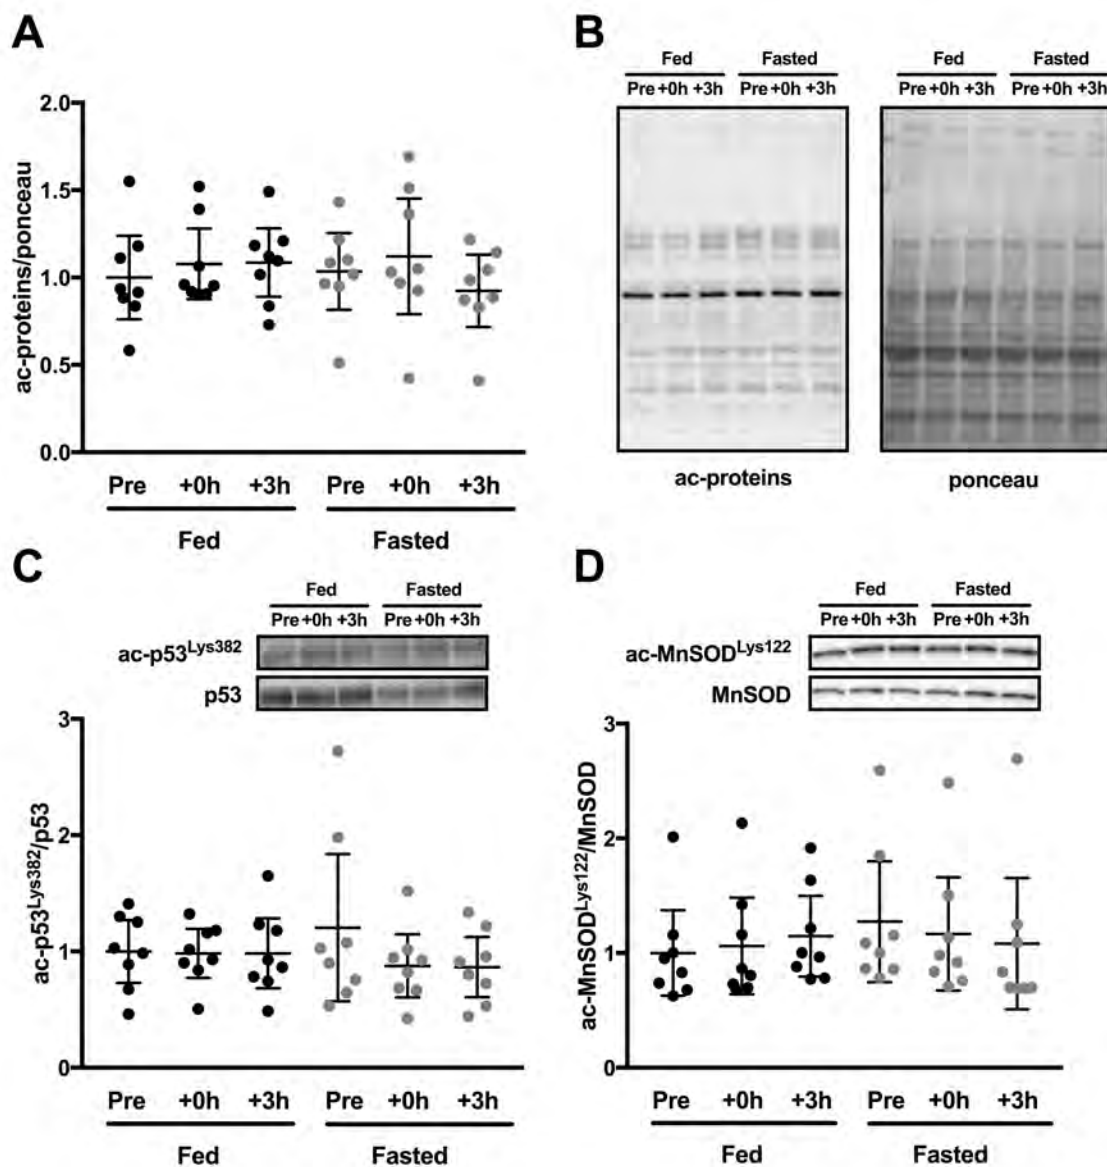 A
2.0
1.5
1.0
0.5
0.0
ac-proteins/ponceau
Pre +0h +3h Pre +0h +3h
Fed Fasted
B
Fed Fasted Fed Fasted
Pre +0h +3h Pre +0h +3h Pre +0h +3h Pre +0h +3h
ac-proteins ponceau
C
Fed Fasted
Pre +0h +3h Pre +0h +3h
ac-p53Lys382
p53
3
2
1
0
ac-p53Lys382/p53
Pre +0h +3h Pre +0h +3h
Fed Fasted
D
Fed Fasted
Pre +0h +3h Pre +0h +3h
ac-MnSODLys122
MnSOD
3
2
1
0
ac-MnSODLys122/MnSOD
Pre +0h +3h Pre +0h +3h
Fed Fasted